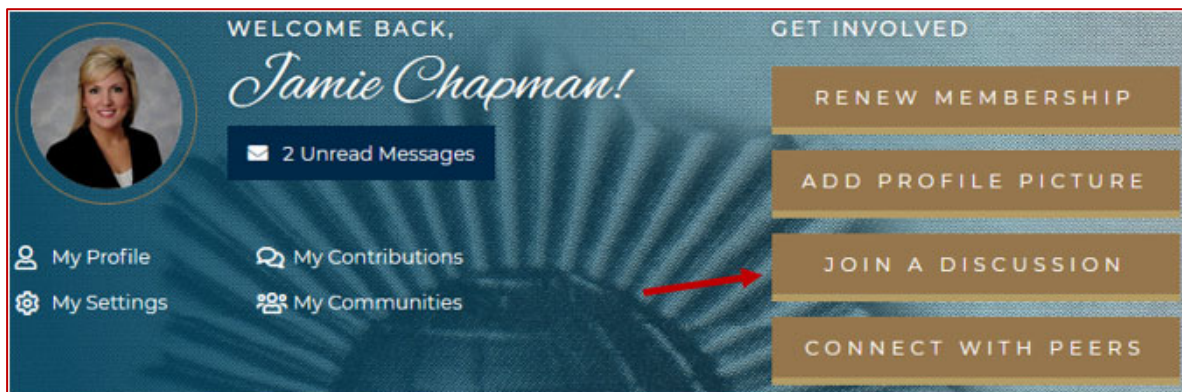 WELCOME BACK,
Jamie Chapman!
2 Unread Messages
My Profile
My Contributions
My Settings
My Communities
GET INVOLVED
RENEW MEMBERSHIP
ADD PROFILE PICTURE
JOIN A DISCUSSION
CONNECT WITH PEERS